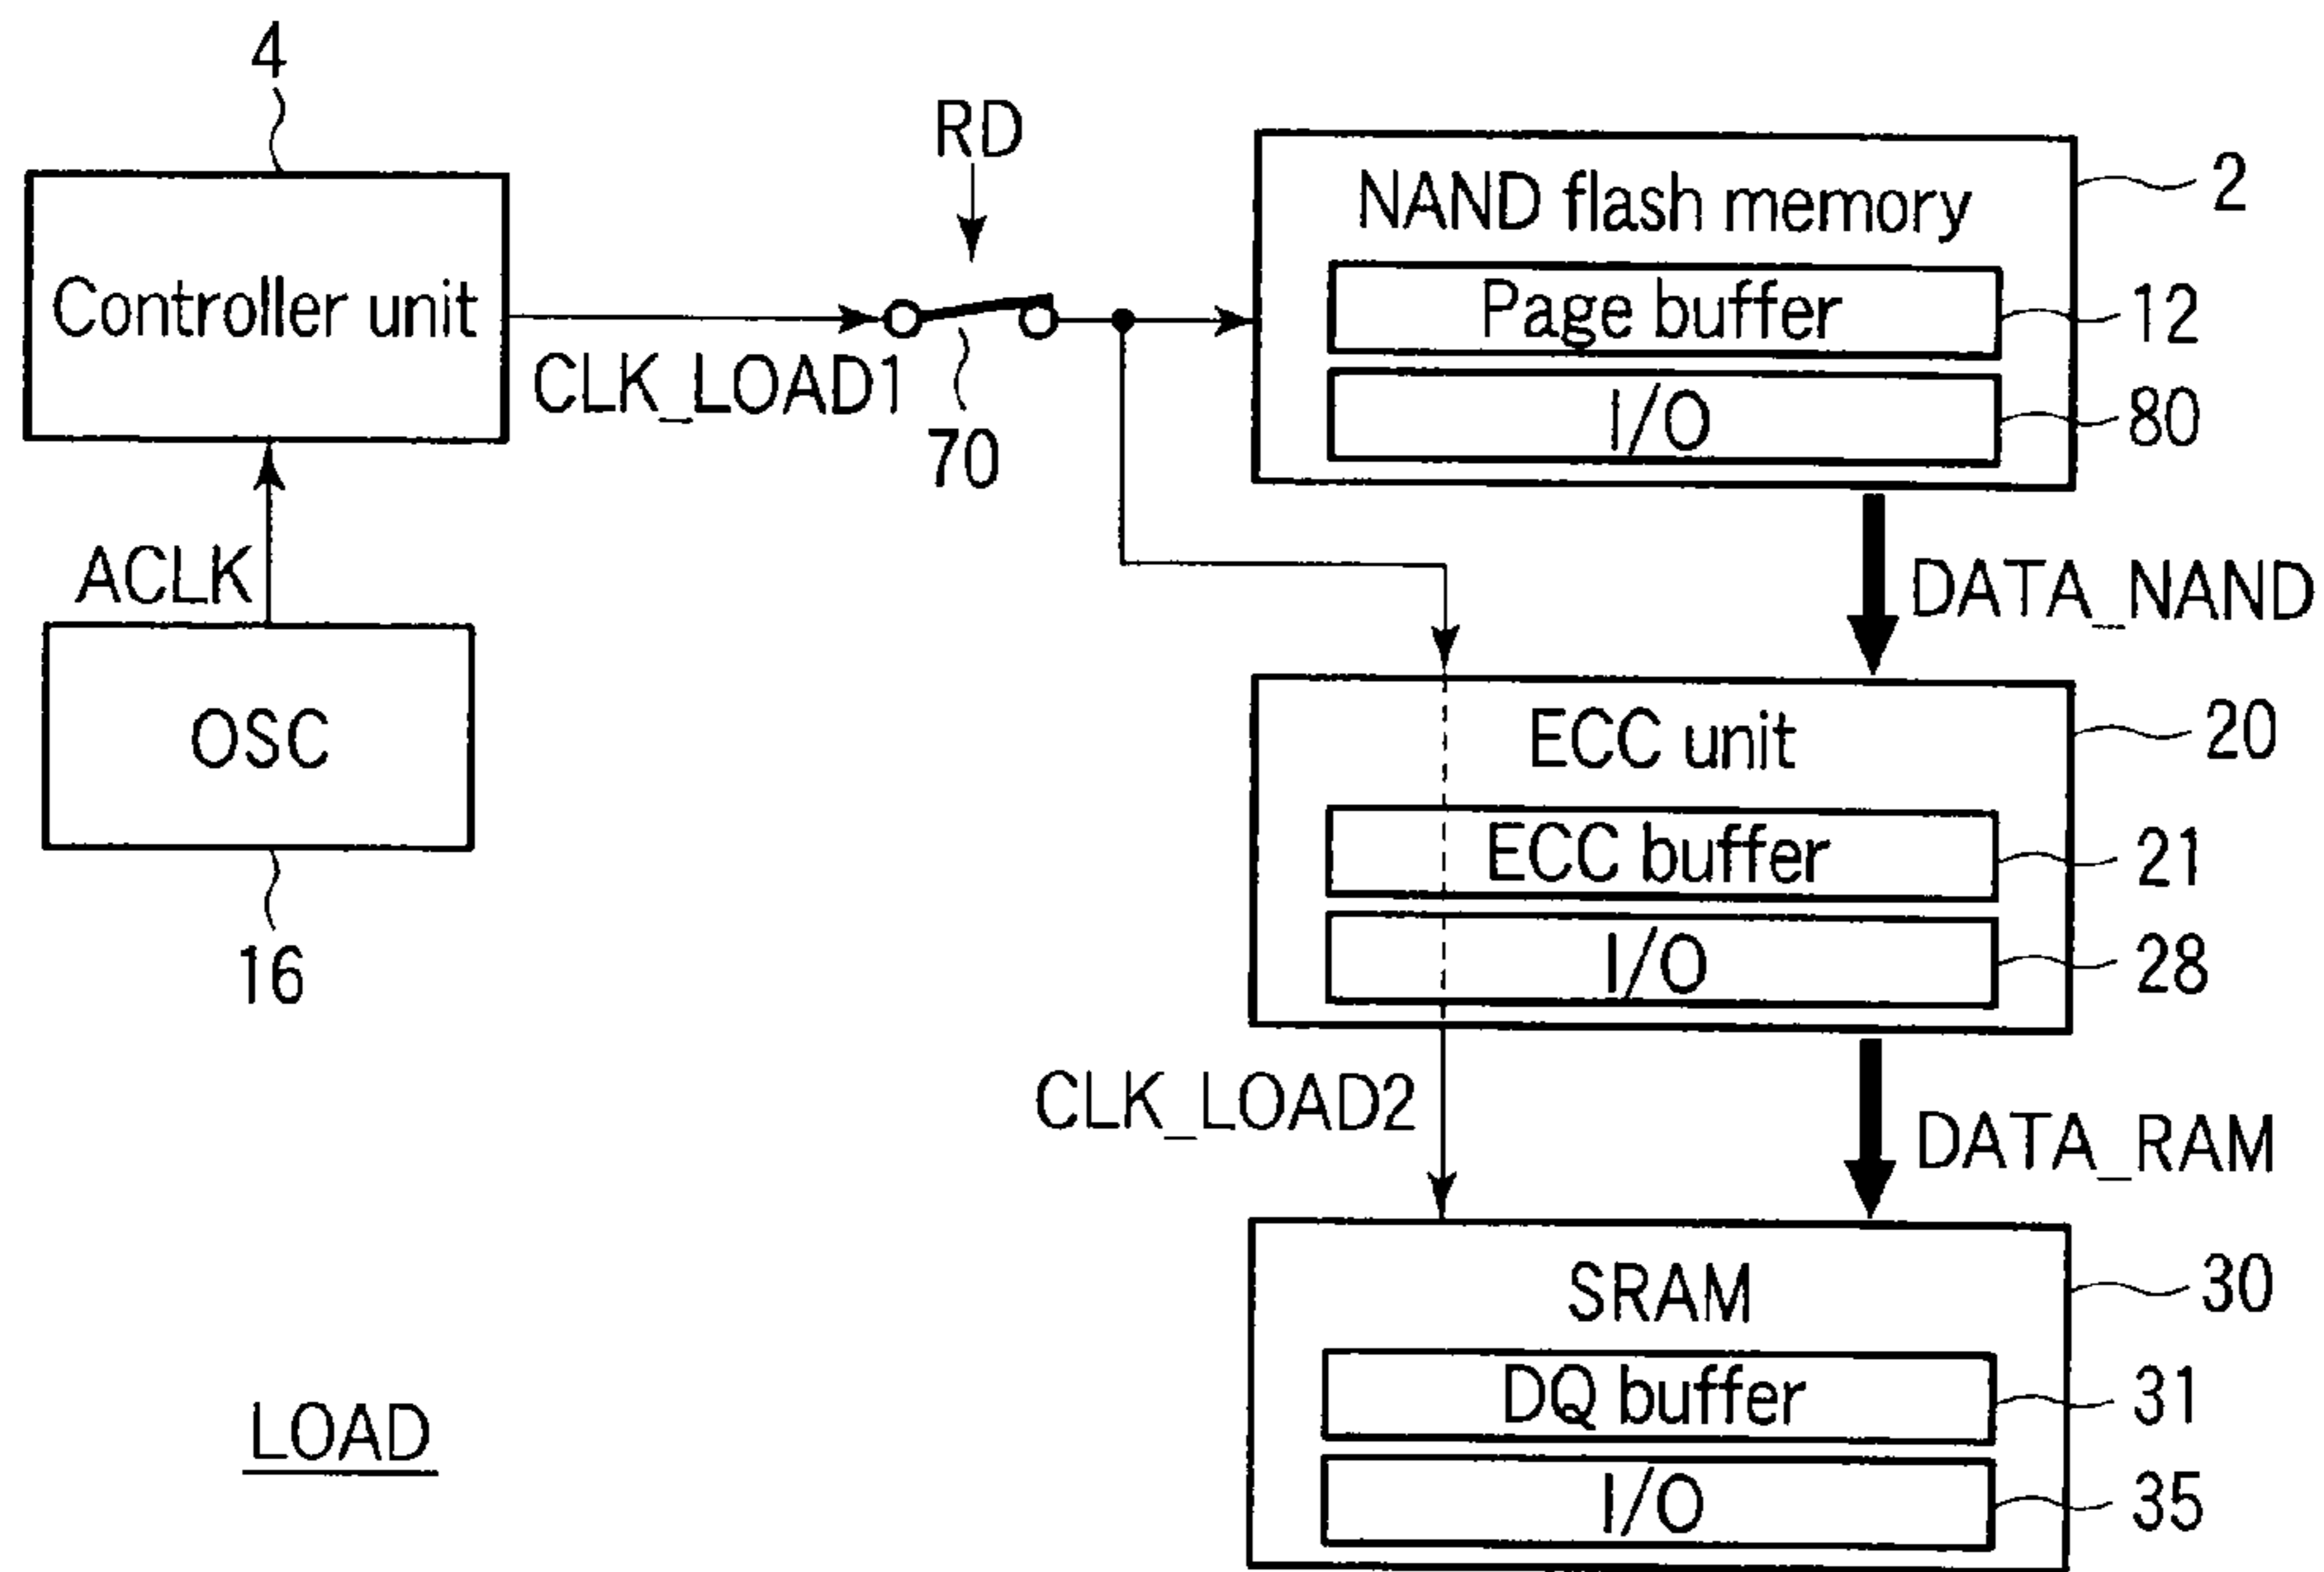 4
RD
NAND flash memory
2
Controller unit
Page buffer
12
CLK_LOAD1
70
I/O
80
ACLK
DATA_NAND
OSC
ECC unit
20
ECC buffer
21
16
I/O
28
CLK_LOAD2
DATA_RAM
SRAM
30
LOAD
DQ buffer
31
I/O
35